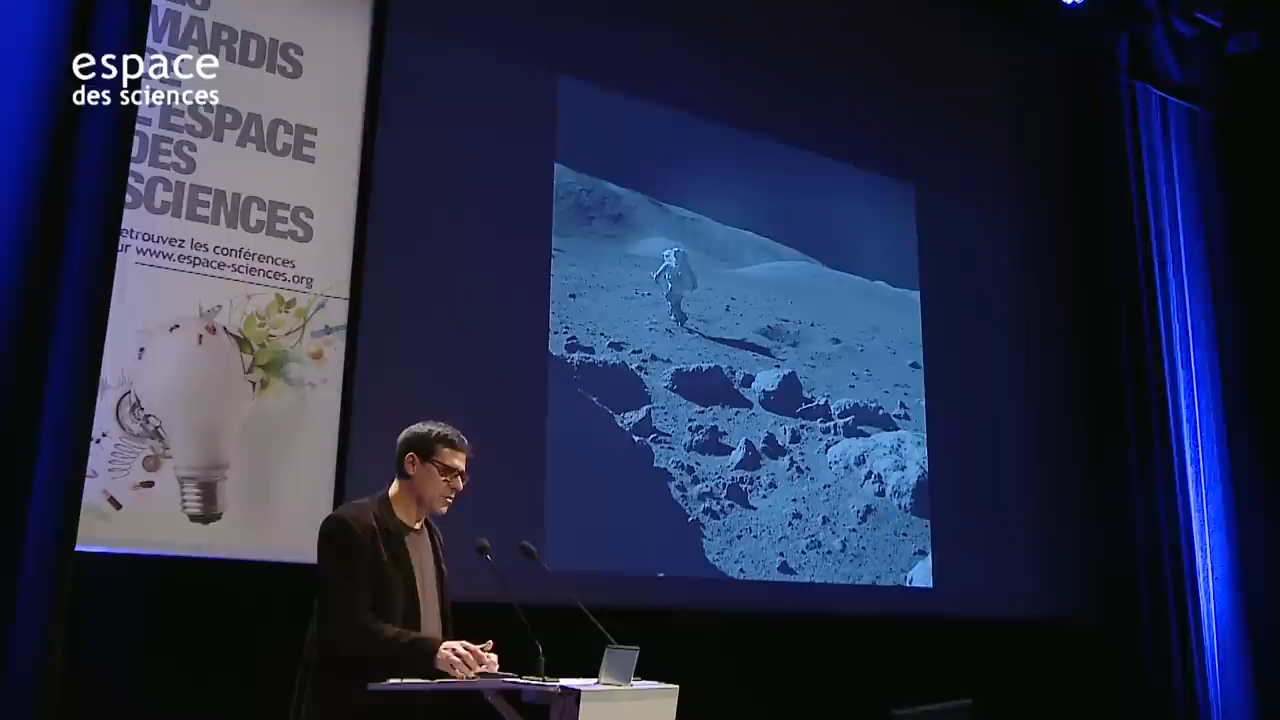 MARDIS
espace
des sciences
L'ESPACE
DES
SCIENCES
etrouvez les conférences
ur www.espace-sciences.org